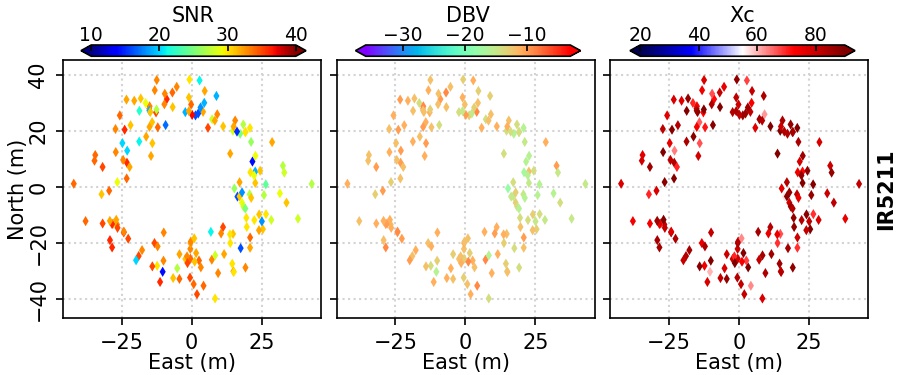 SNR DBV Xc
10 20 30 40 −30 −20 −10 20 40 60 80
40
20
0
−20
−40
North (m)
−25 0 25 −25 0 25 −25 0 25
East (m) East (m) East (m)
IR5211